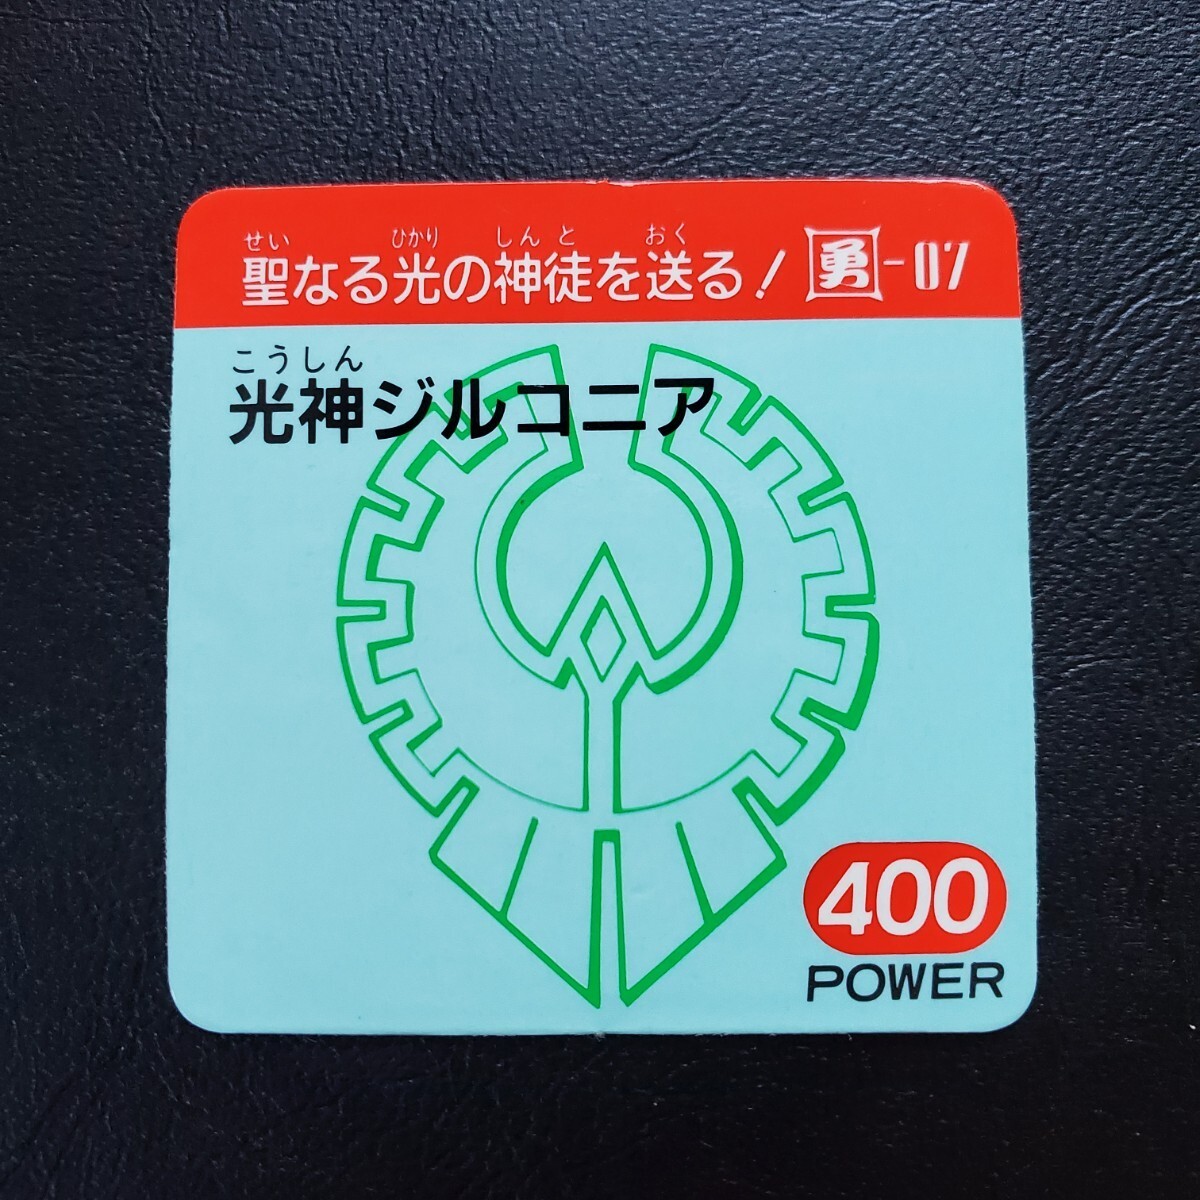 せい ひかり しんと おく
聖なる光の神徒を送る! 勇-07
こうしん
光神ジルコニア
400
POWER